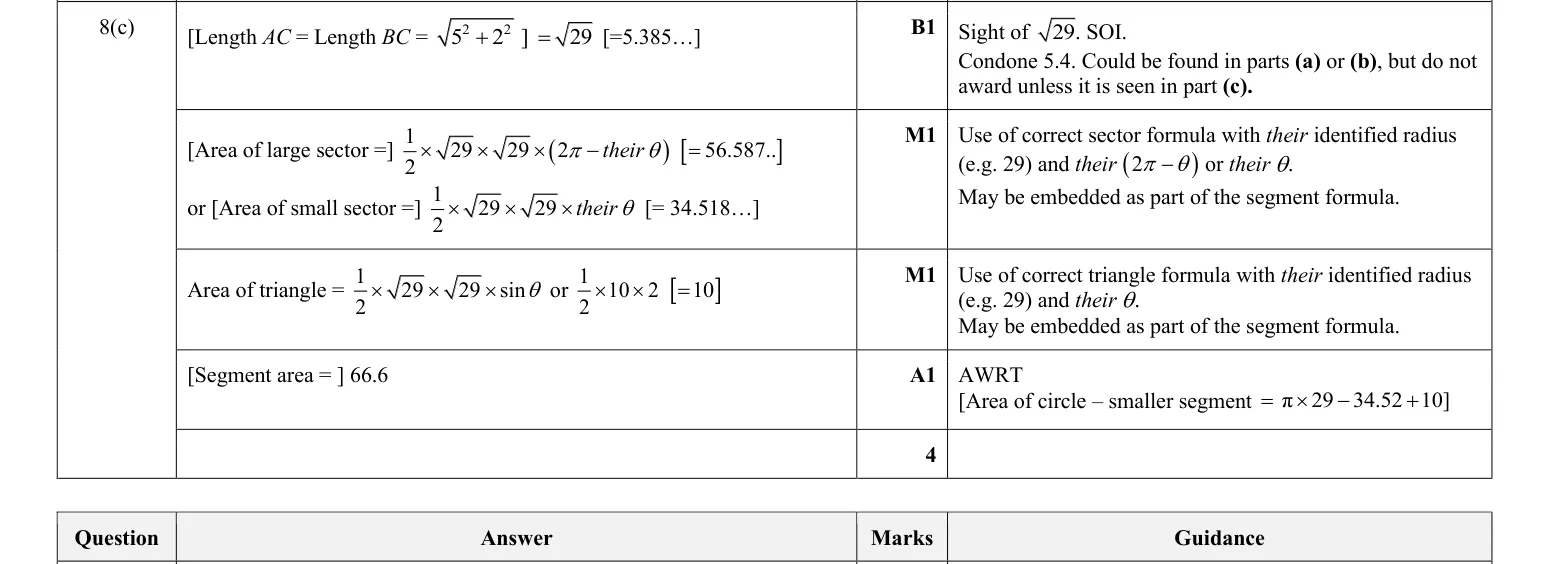 8(c)
[Length AC = Length BC = √(5² + 2²) ] = √29 [=5.385…]
B1
Sight of √29. SOI.
Condone 5.4. Could be found in parts (a) or (b), but do not
award unless it is seen in part (c).
[Area of large sector =] 1/2 × √29 × √29 × (2π − their θ) [= 56.587..]
or [Area of small sector =] 1/2 × √29 × √29 × their θ [= 34.518…]
M1
Use of correct sector formula with their identified radius
(e.g. 29) and their (2π − θ) or their θ.
May be embedded as part of the segment formula.
Area of triangle = 1/2 × √29 × √29 × sin θ or 1/2 × 10 × 2 [= 10]
M1
Use of correct triangle formula with their identified radius
(e.g. 29) and their θ.
May be embedded as part of the segment formula.
[Segment area = ] 66.6
A1
AWRT
[Area of circle – smaller segment = π × 29 − 34.52 + 10]
4
Question Answer Marks Guidance